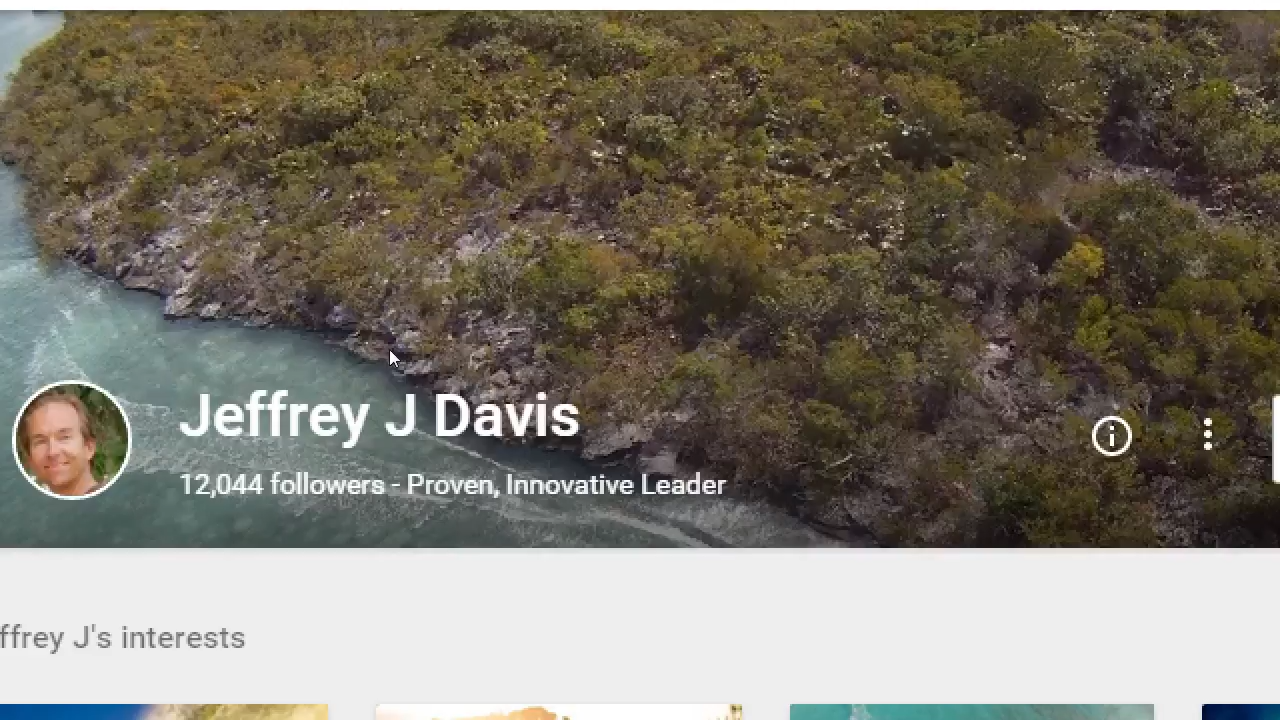 Jeffrey J Davis
12,044 followers - Proven, Innovative Leader
ffrey J's interests